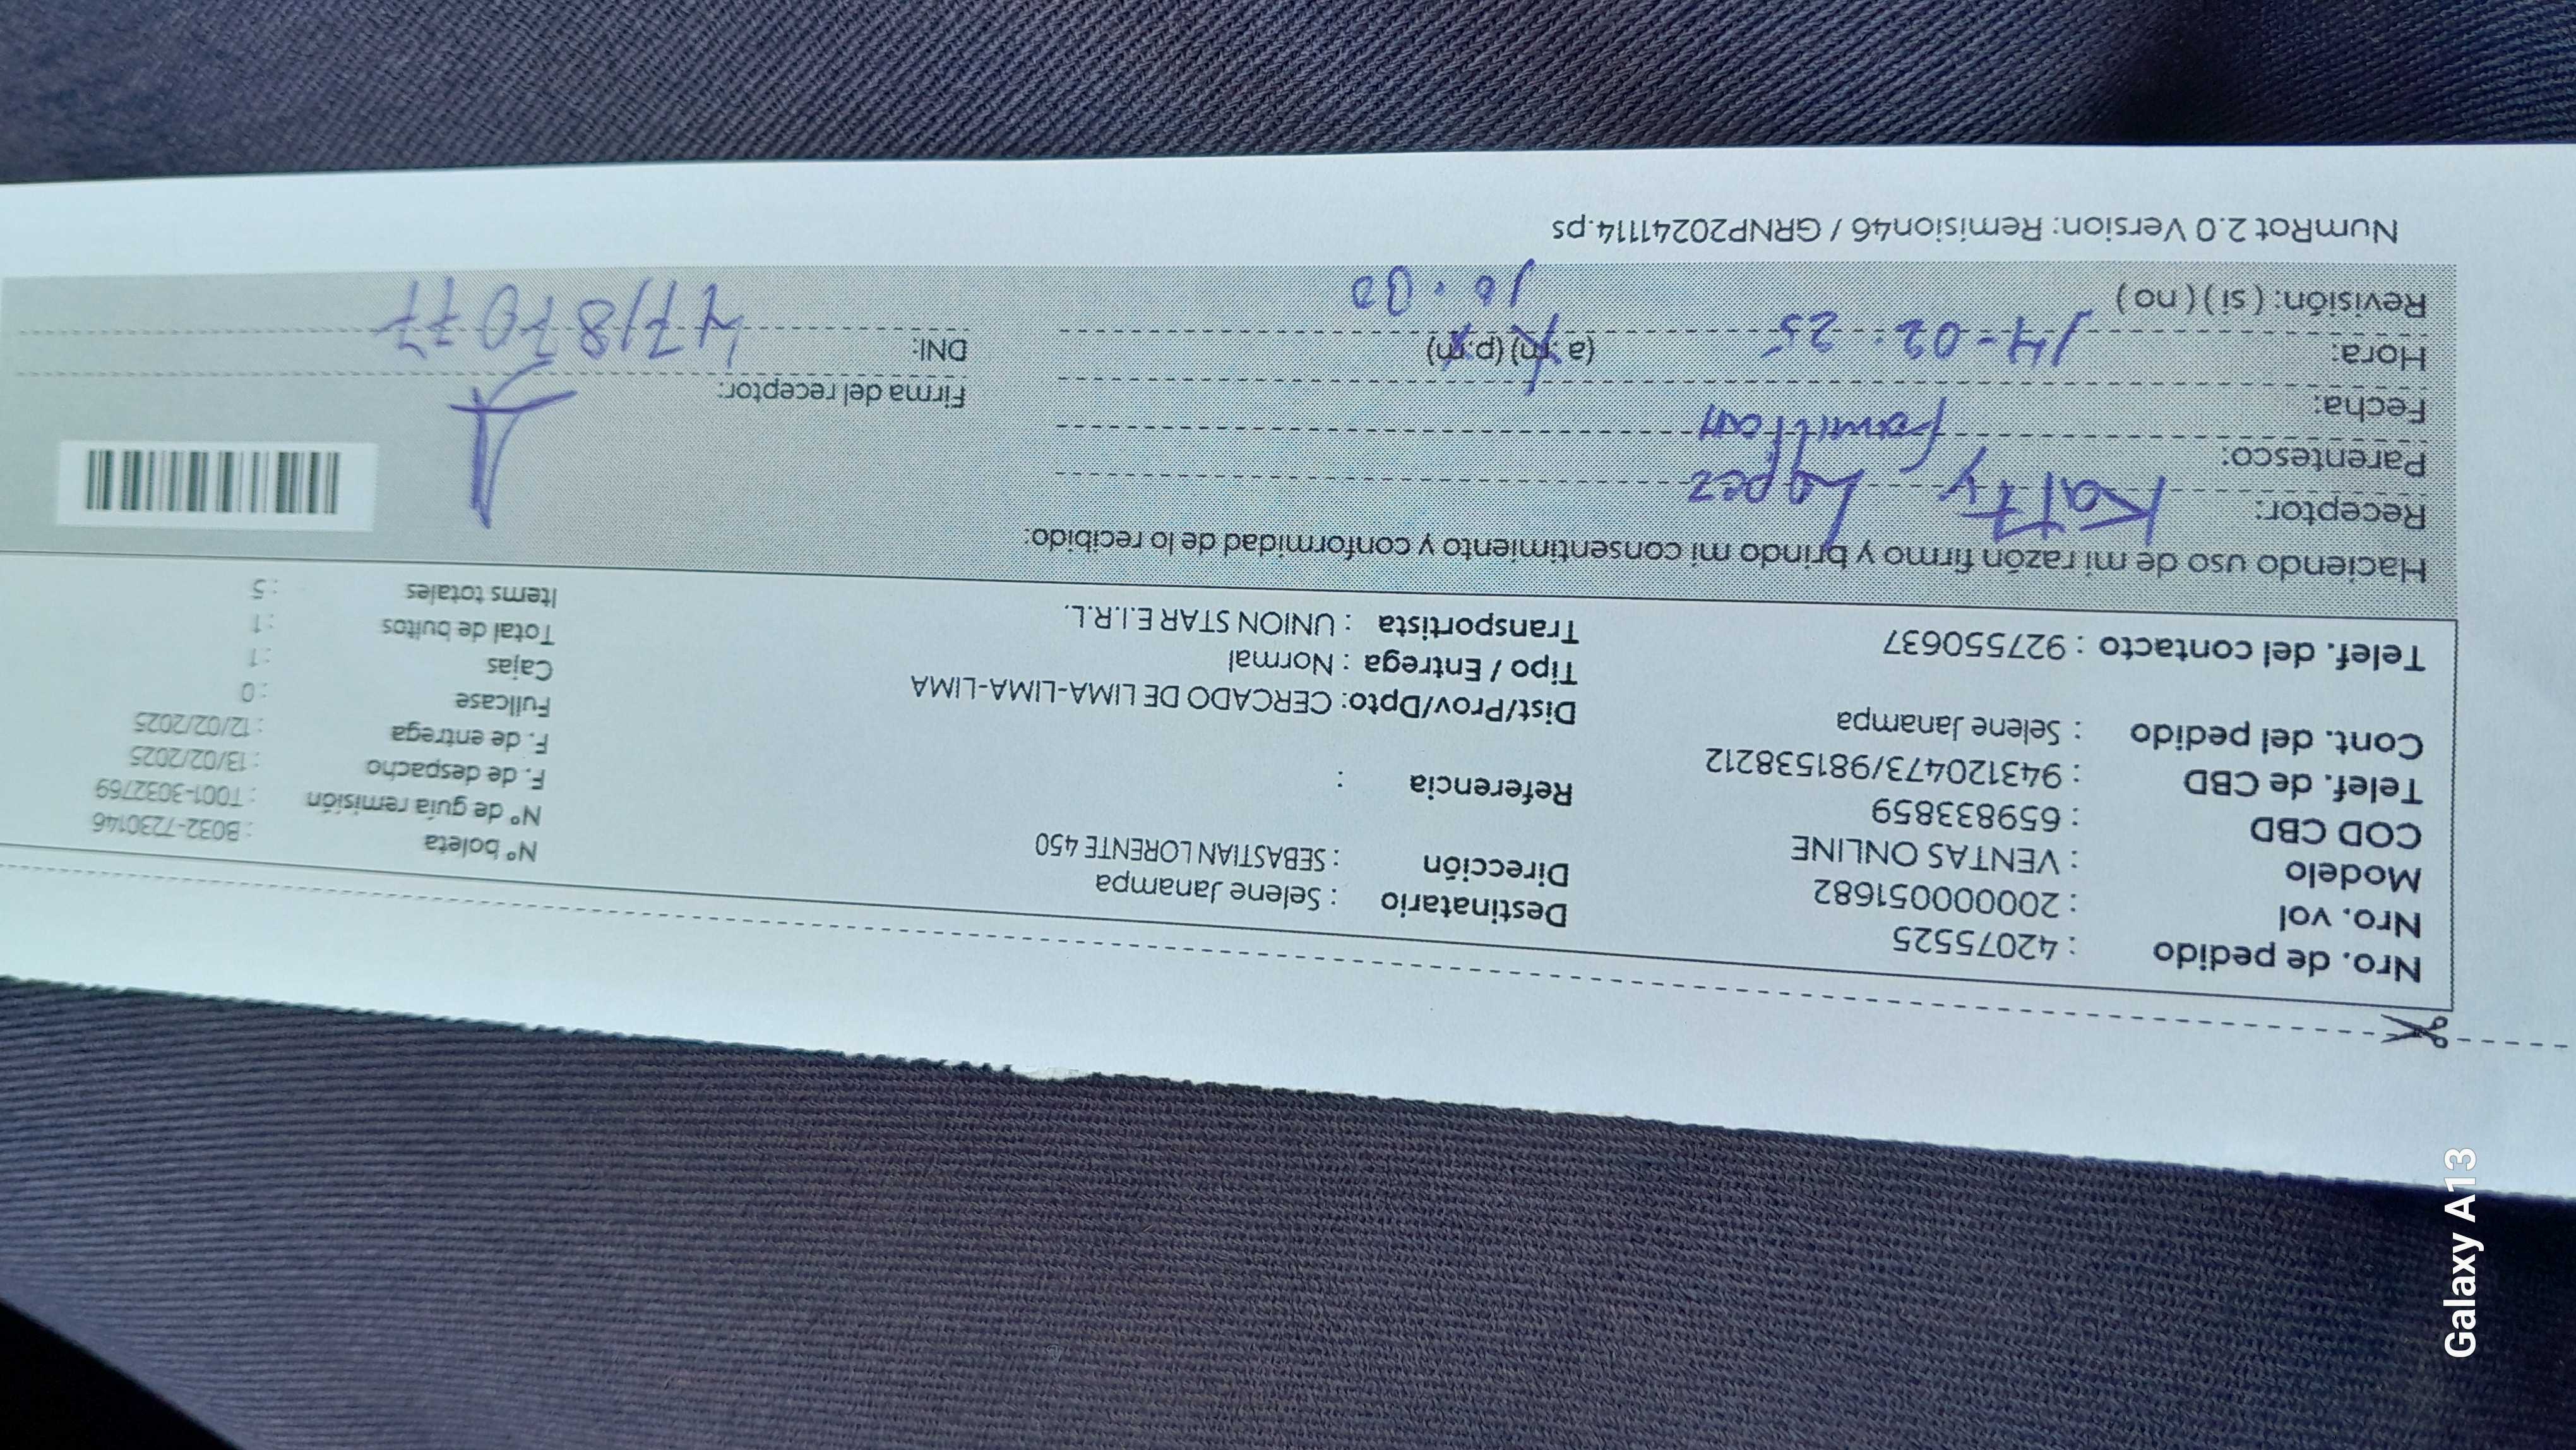 Nro. de pedido : 42075525
Nro. vol : 20000051682
Modelo : VENTAS ONLINE
COD CBD : 659833859
Telef. de CBD : 943120473/981538212
Cont. del pedido : Selene Janampa
Telef. del contacto : 927550637
Destinatario : Selene Janampa
Dirección : SEBASTIAN LORENTE 450
Referencia :
Dist/Prov/Dpto: CERCADO DE LIMA-LIMA-LIMA
Tipo / Entrega : Normal
Transportista : UNION STAR E.I.R.L.
Nº boleta : B032-7230146
Nº de guía remisión : T001-3032769
F. de despacho : 13/02/2025
F. de entrega : 12/02/2025
Fullcase : 0
Cajas : 1
Total de bultos : 1
Items totales : 5
Haciendo uso de mi razón firmo y brindo mi consentimiento y conformidad de lo recibido:
Receptor: Katty Lopez
Parentesco: familiar
Fecha: 14-02-25
Hora: (a.m) (p.m) 10:00
Revisión: ( si ) ( no )
Firma del receptor:
DNI: 47187077
NumRot 2.0 Version: Remision46 / GRNP20241114.ps
Galaxy A13